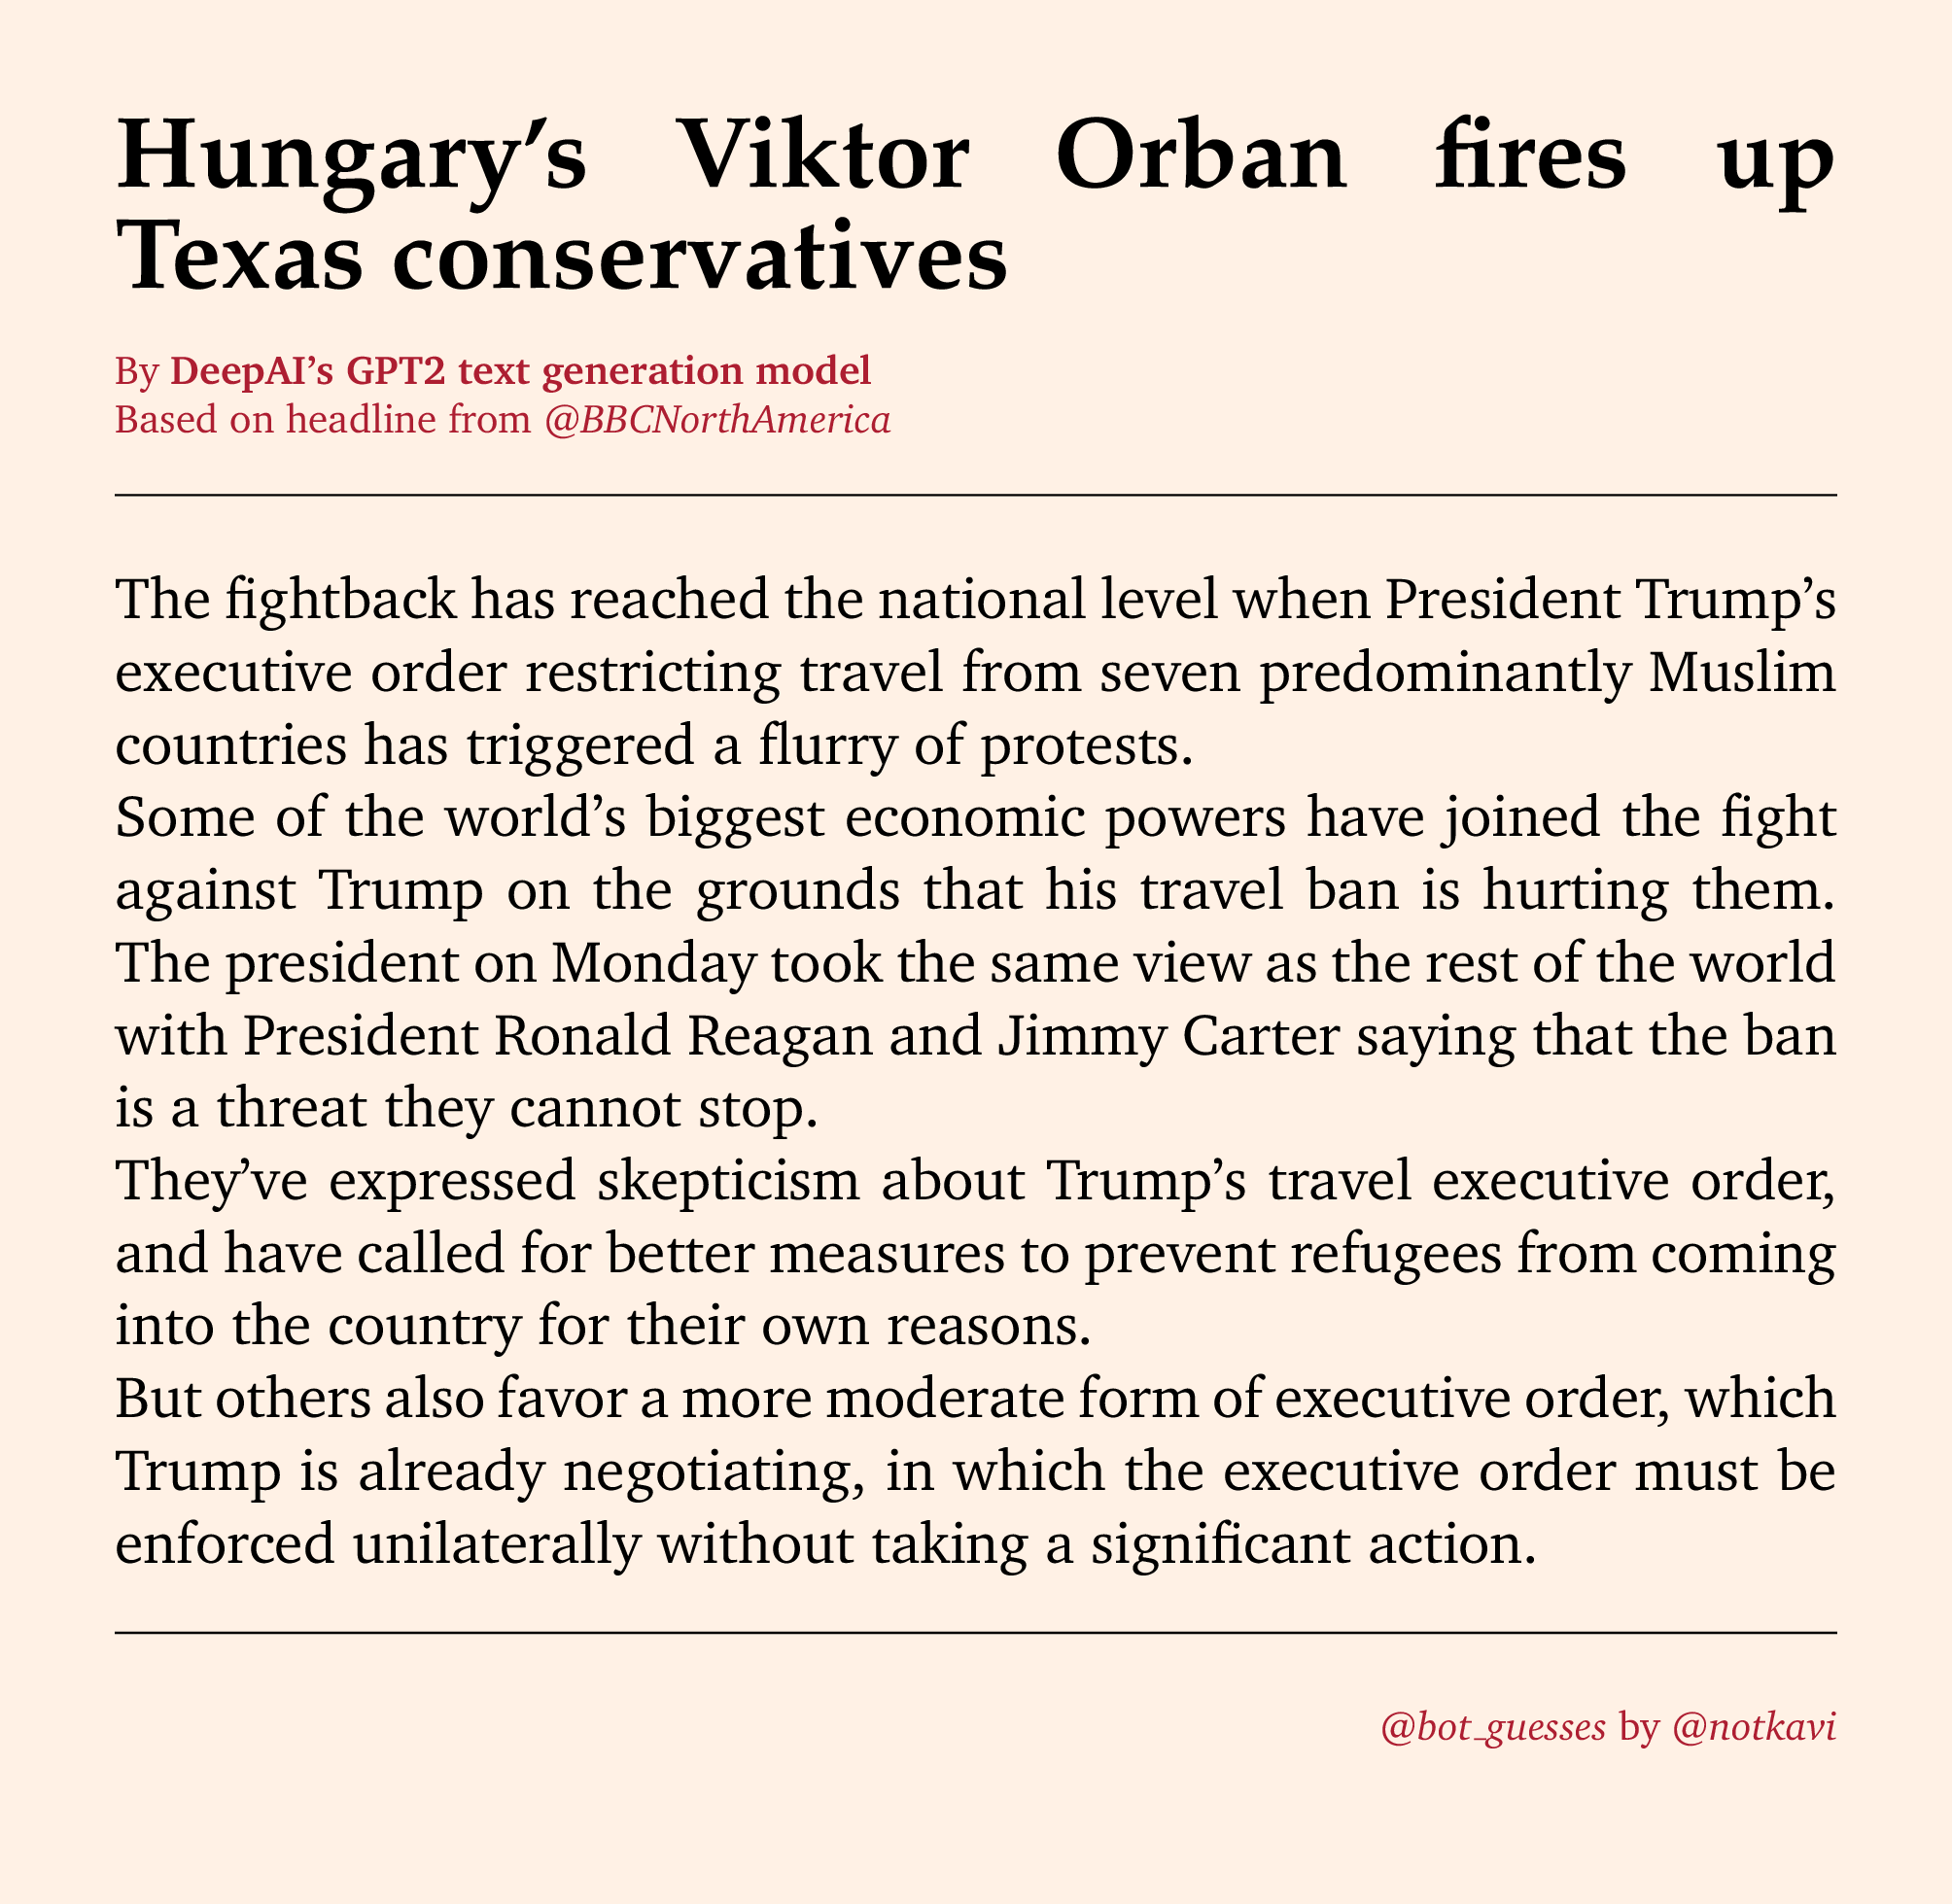 Hungary’s Viktor Orban fires up
Texas conservatives
By DeepAI’s GPT2 text generation model
Based on headline from @BBCNorthAmerica
The fightback has reached the national level when President Trump’s
executive order restricting travel from seven predominantly Muslim
countries has triggered a flurry of protests.
Some of the world’s biggest economic powers have joined the fight
against Trump on the grounds that his travel ban is hurting them.
The president on Monday took the same view as the rest of the world
with President Ronald Reagan and Jimmy Carter saying that the ban
is a threat they cannot stop.
They’ve expressed skepticism about Trump’s travel executive order,
and have called for better measures to prevent refugees from coming
into the country for their own reasons.
But others also favor a more moderate form of executive order, which
Trump is already negotiating, in which the executive order must be
enforced unilaterally without taking a significant action.
@bot_guesses by @notkavi